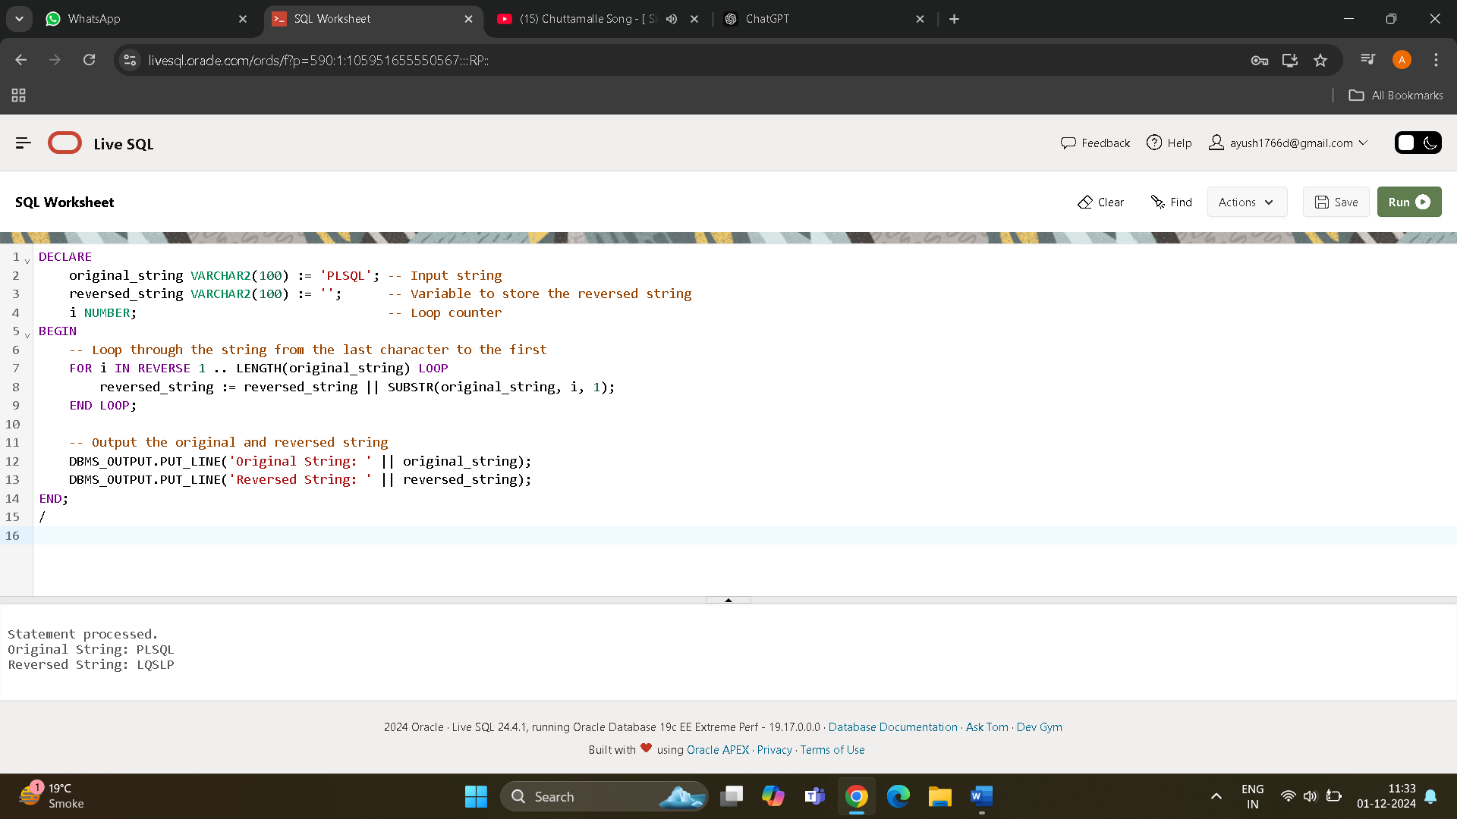 WhatsApp
SQL Worksheet
(15) Chuttamalle Song - [
ChatGPT
livesql.oracle.com/ords/f?p=590:1:105951655550567:::RP::
A
All Bookmarks
Live SQL
Feedback
Help
ayush1766d@gmail.com
SQL Worksheet
Clear
Find
Actions
Save
Run
1 DECLARE
2 original_string VARCHAR2(100) := 'PLSQL'; -- Input string
3 reversed_string VARCHAR2(100) := ''; -- Variable to store the reversed string
4 i NUMBER; -- Loop counter
5 BEGIN
6 -- Loop through the string from the last character to the first
7 FOR i IN REVERSE 1 .. LENGTH(original_string) LOOP
8 reversed_string := reversed_string || SUBSTR(original_string, i, 1);
9 END LOOP;
10
11 -- Output the original and reversed string
12 DBMS_OUTPUT.PUT_LINE('Original String: ' || original_string);
13 DBMS_OUTPUT.PUT_LINE('Reversed String: ' || reversed_string);
14 END;
15 /
16
Statement processed.
Original String: PLSQL
Reversed String: LQSLP
2024 Oracle · Live SQL 24.4.1, running Oracle Database 19c EE Extreme Perf - 19.17.0.0.0 · Database Documentation · Ask Tom · Dev Gym
Built with ❤ using Oracle APEX · Privacy · Terms of Use
1
19°C
Smoke
Search
ENG
IN
11:33
01-12-2024